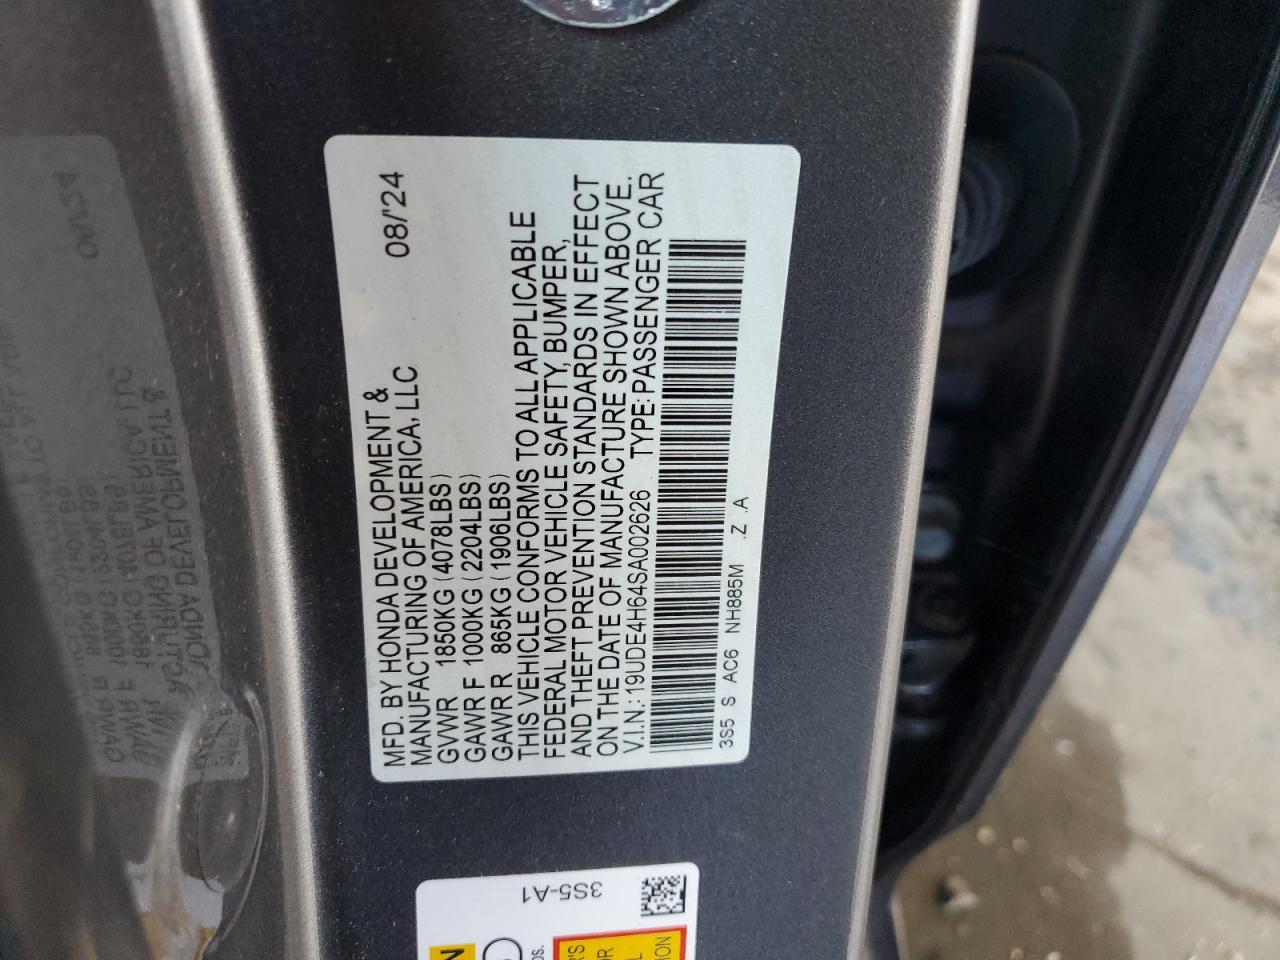 MFD. BY HONDA DEVELOPMENT &
MANUFACTURING OF AMERICA, LLC 08/'24
GVWR 1850KG (4078LBS)
GAWR F 1000KG (2204LBS)
GAWR R 865KG (1906LBS)
THIS VEHICLE CONFORMS TO ALL APPLICABLE
FEDERAL MOTOR VEHICLE SAFETY, BUMPER,
AND THEFT PREVENTION STANDARDS IN EFFECT
ON THE DATE OF MANUFACTURE SHOWN ABOVE.
V.I.N.: 19UDE4H64SA002626 TYPE: PASSENGER CAR
3S5 S AC6 NH885M .Z .A
3S5-A1